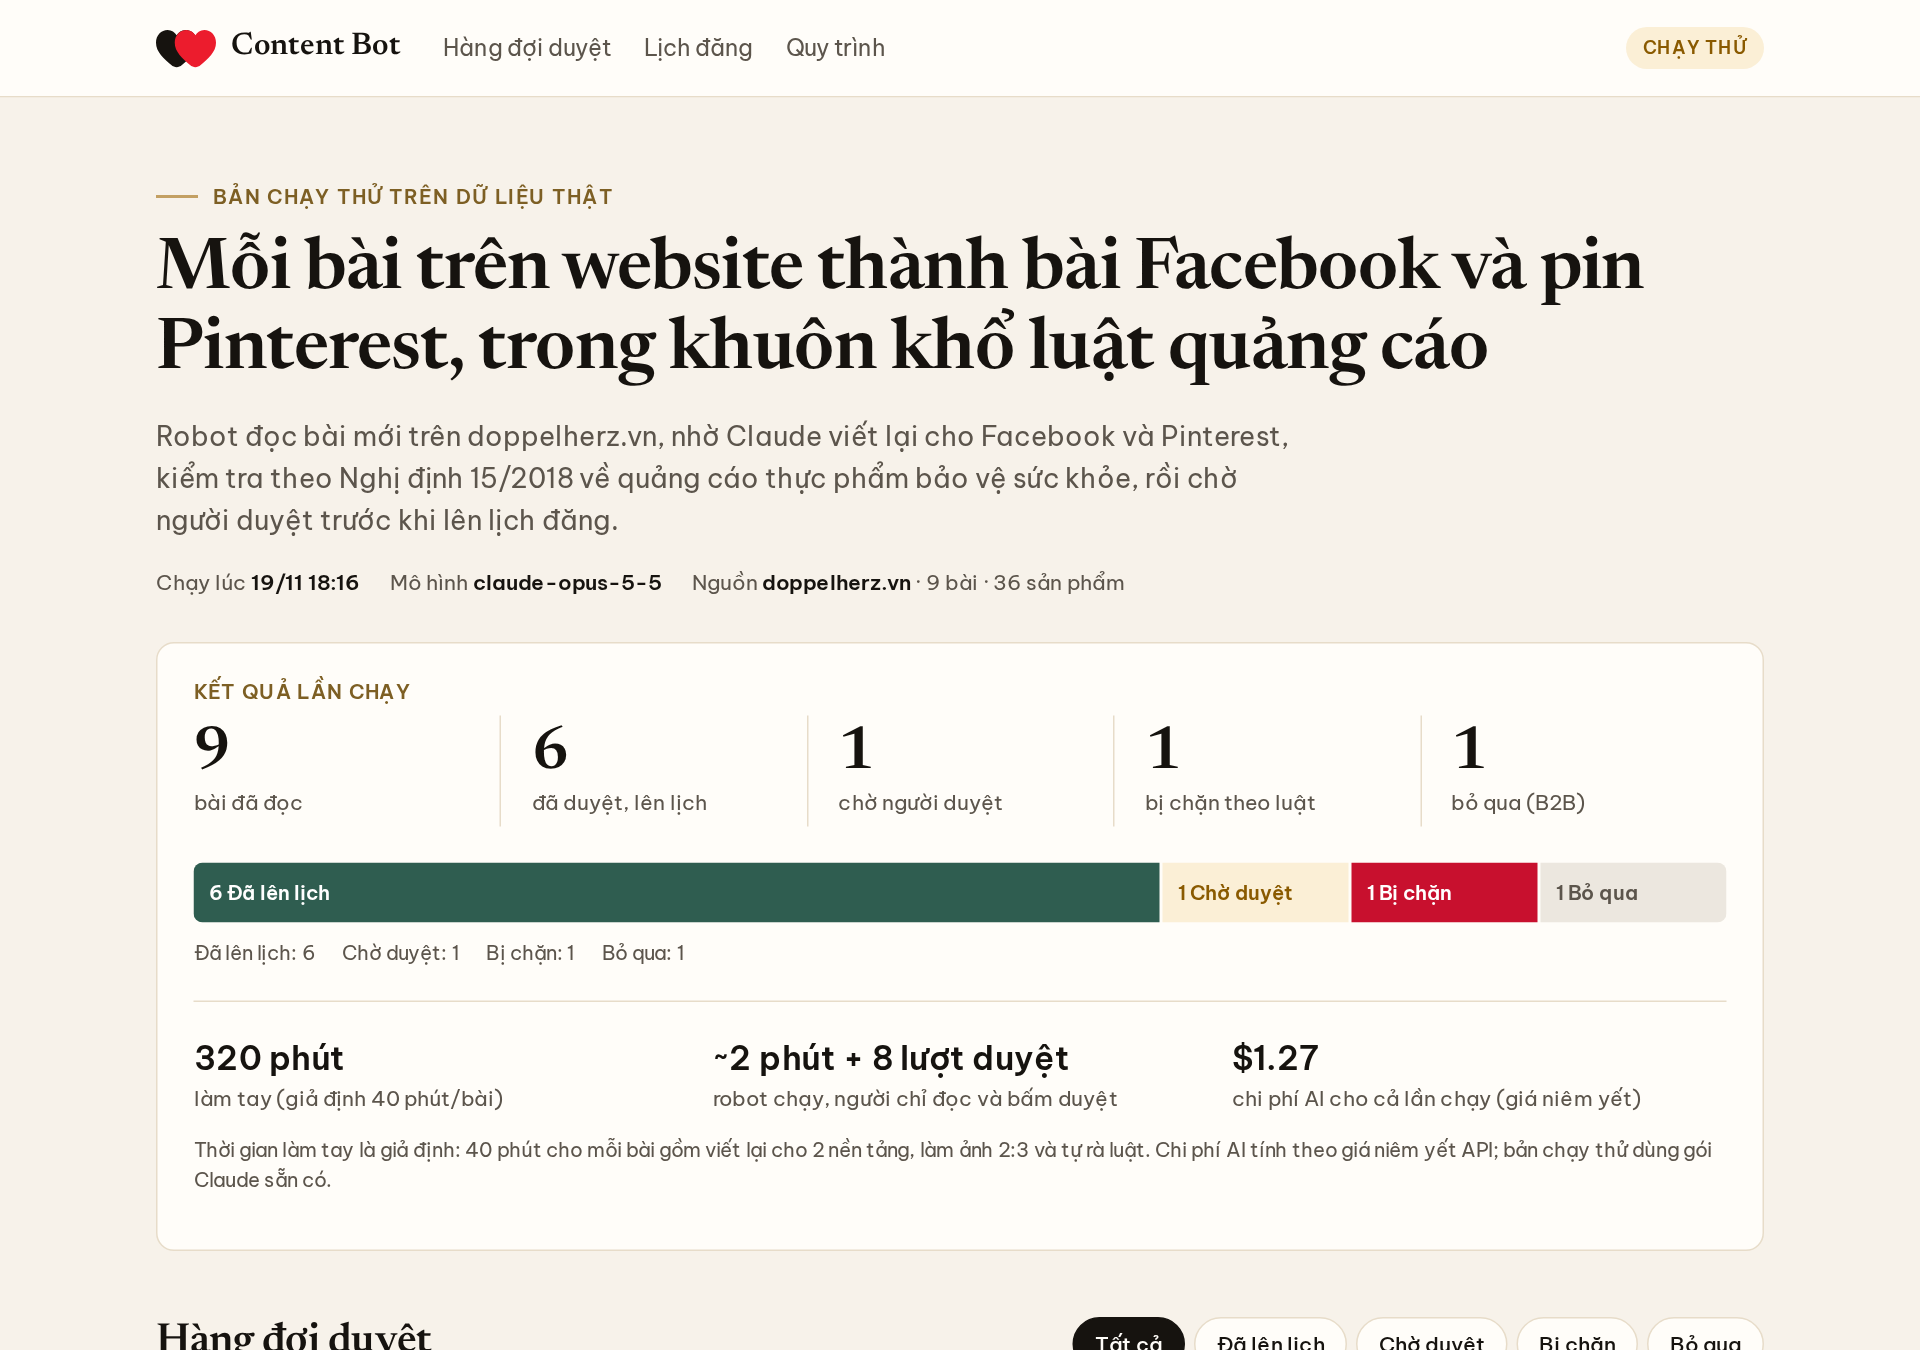 Content Bot
Hàng đợi duyệt
Lịch đăng
Quy trình
CHẠY THỬ
BẢN CHẠY THỬ TRÊN DỮ LIỆU THẬT
Mỗi bài trên website thành bài Facebook và pin
Pinterest, trong khuôn khổ luật quảng cáo
Robot đọc bài mới trên doppelherz.vn, nhờ Claude viết lại cho Facebook và Pinterest,
kiểm tra theo Nghị định 15/2018 về quảng cáo thực phẩm bảo vệ sức khỏe, rồi chờ
người duyệt trước khi lên lịch đăng.
Chạy lúc 19/11 18:16 Mô hình claude-opus-5-5 Nguồn doppelherz.vn · 9 bài · 36 sản phẩm
KẾT QUẢ LẦN CHẠY
9
bài đã đọc
6
đã duyệt, lên lịch
1
chờ người duyệt
1
bị chặn theo luật
1
bỏ qua (B2B)
6 Đã lên lịch
1 Chờ duyệt
1 Bị chặn
1 Bỏ qua
Đã lên lịch: 6 Chờ duyệt: 1 Bị chặn: 1 Bỏ qua: 1
320 phút
làm tay (giả định 40 phút/bài)
~2 phút + 8 lượt duyệt
robot chạy, người chỉ đọc và bấm duyệt
$1.27
chi phí AI cho cả lần chạy (giá niêm yết)
Thời gian làm tay là giả định: 40 phút cho mỗi bài gồm viết lại cho 2 nền tảng, làm ảnh 2:3 và tự rà luật. Chi phí AI tính theo giá niêm yết API; bản chạy thử dùng gói
Claude sẵn có.
Hàng đợi duyệt
Tất cả
Đã lên lịch
Chờ duyệt
Bị chặn
Bỏ qua